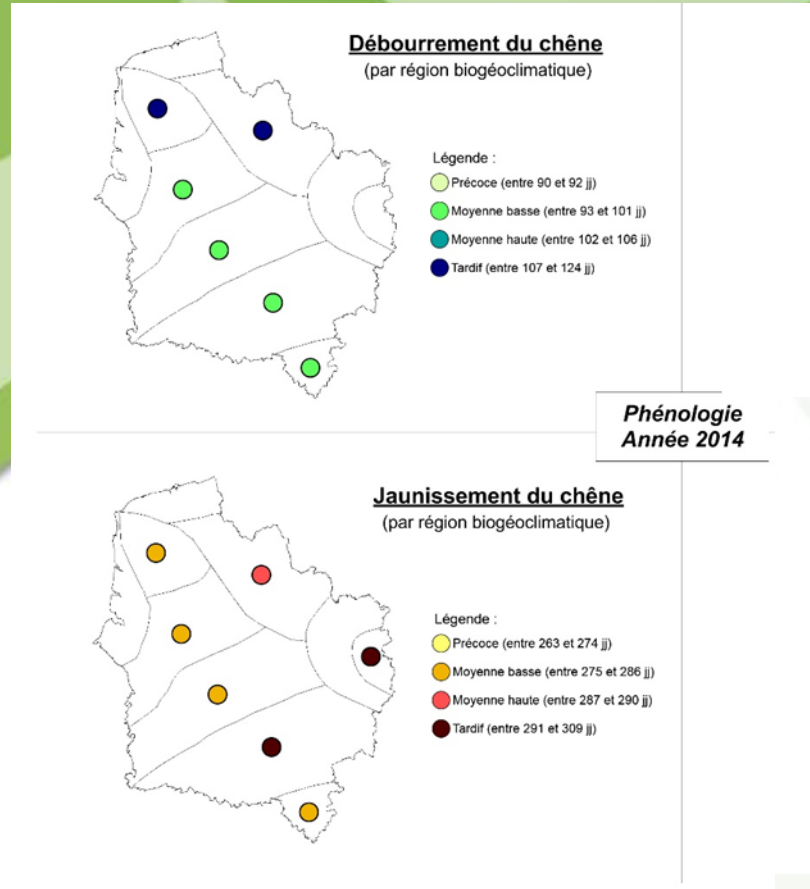 Débourrement du chêne
(par région biogéoclimatique)
Légende :
Précoce (entre 90 et 92 jj)
Moyenne basse (entre 93 et 101 jj)
Moyenne haute (entre 102 et 106 jj)
Tardif (entre 107 et 124 jj)
Phénologie
Année 2014
Jaunissement du chêne
(par région biogéoclimatique)
Légende :
Précoce (entre 263 et 274 jj)
Moyenne basse (entre 275 et 286 jj)
Moyenne haute (entre 287 et 290 jj)
Tardif (entre 291 et 309 jj)